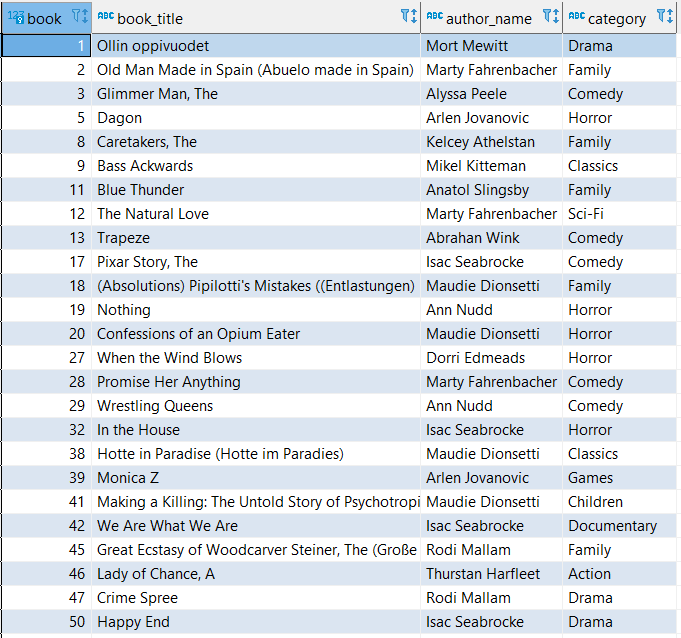 123 book ABC book_title ABC author_name ABC category
1 Ollin oppivuodet Mort Mewitt Drama
2 Old Man Made in Spain (Abuelo made in Spain) Marty Fahrenbacher Family
3 Glimmer Man, The Alyssa Peele Comedy
5 Dagon Arlen Jovanovic Horror
8 Caretakers, The Kelcey Athelstan Family
9 Bass Ackwards Mikel Kitteman Classics
11 Blue Thunder Anatol Slingsby Family
12 The Natural Love Marty Fahrenbacher Sci-Fi
13 Trapeze Abrahan Wink Comedy
17 Pixar Story, The Isac Seabrocke Comedy
18 (Absolutions) Pipilotti's Mistakes ((Entlastungen) Maudie Dionsetti Family
19 Nothing Ann Nudd Horror
20 Confessions of an Opium Eater Maudie Dionsetti Horror
27 When the Wind Blows Dorri Edmeads Horror
28 Promise Her Anything Marty Fahrenbacher Comedy
29 Wrestling Queens Ann Nudd Comedy
32 In the House Isac Seabrocke Horror
38 Hotte in Paradise (Hotte im Paradies) Maudie Dionsetti Classics
39 Monica Z Arlen Jovanovic Games
41 Making a Killing: The Untold Story of Psychotropi Maudie Dionsetti Children
42 We Are What We Are Isac Seabrocke Documentary
45 Great Ecstasy of Woodcarver Steiner, The (Große Rodi Mallam Family
46 Lady of Chance, A Thurstan Harfleet Action
47 Crime Spree Rodi Mallam Drama
50 Happy End Isac Seabrocke Drama